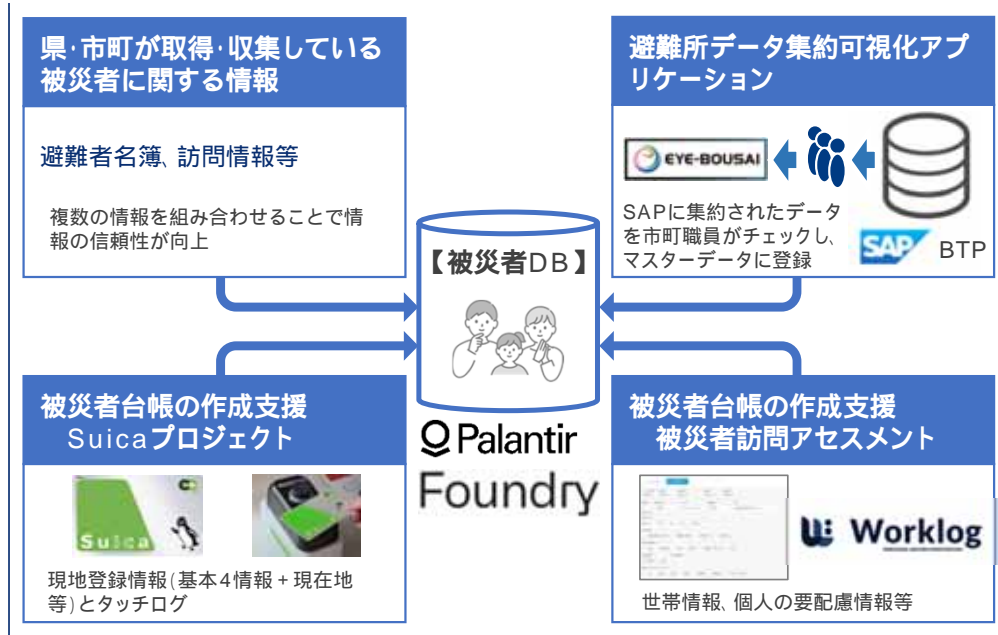 県･市町が取得･収集している
被災者に関する情報
避難者名簿、訪問情報等
複数の情報を組み合わせることで情
報の信頼性が向上
避難所データ集約可視化アプ
リケーション
EYE-BOUSAI
SAPに集約されたデータ
を市町職員がチェックし、
マスターデータに登録
SAP BTP
【被災者DB】
Palantir
Foundry
被災者台帳の作成支援
Suicaプロジェクト
Suica
現地登録情報(基本4情報+現在地
等)とタッチログ
被災者台帳の作成支援
被災者訪問アセスメント
Worklog
世帯情報、個人の要配慮情報等